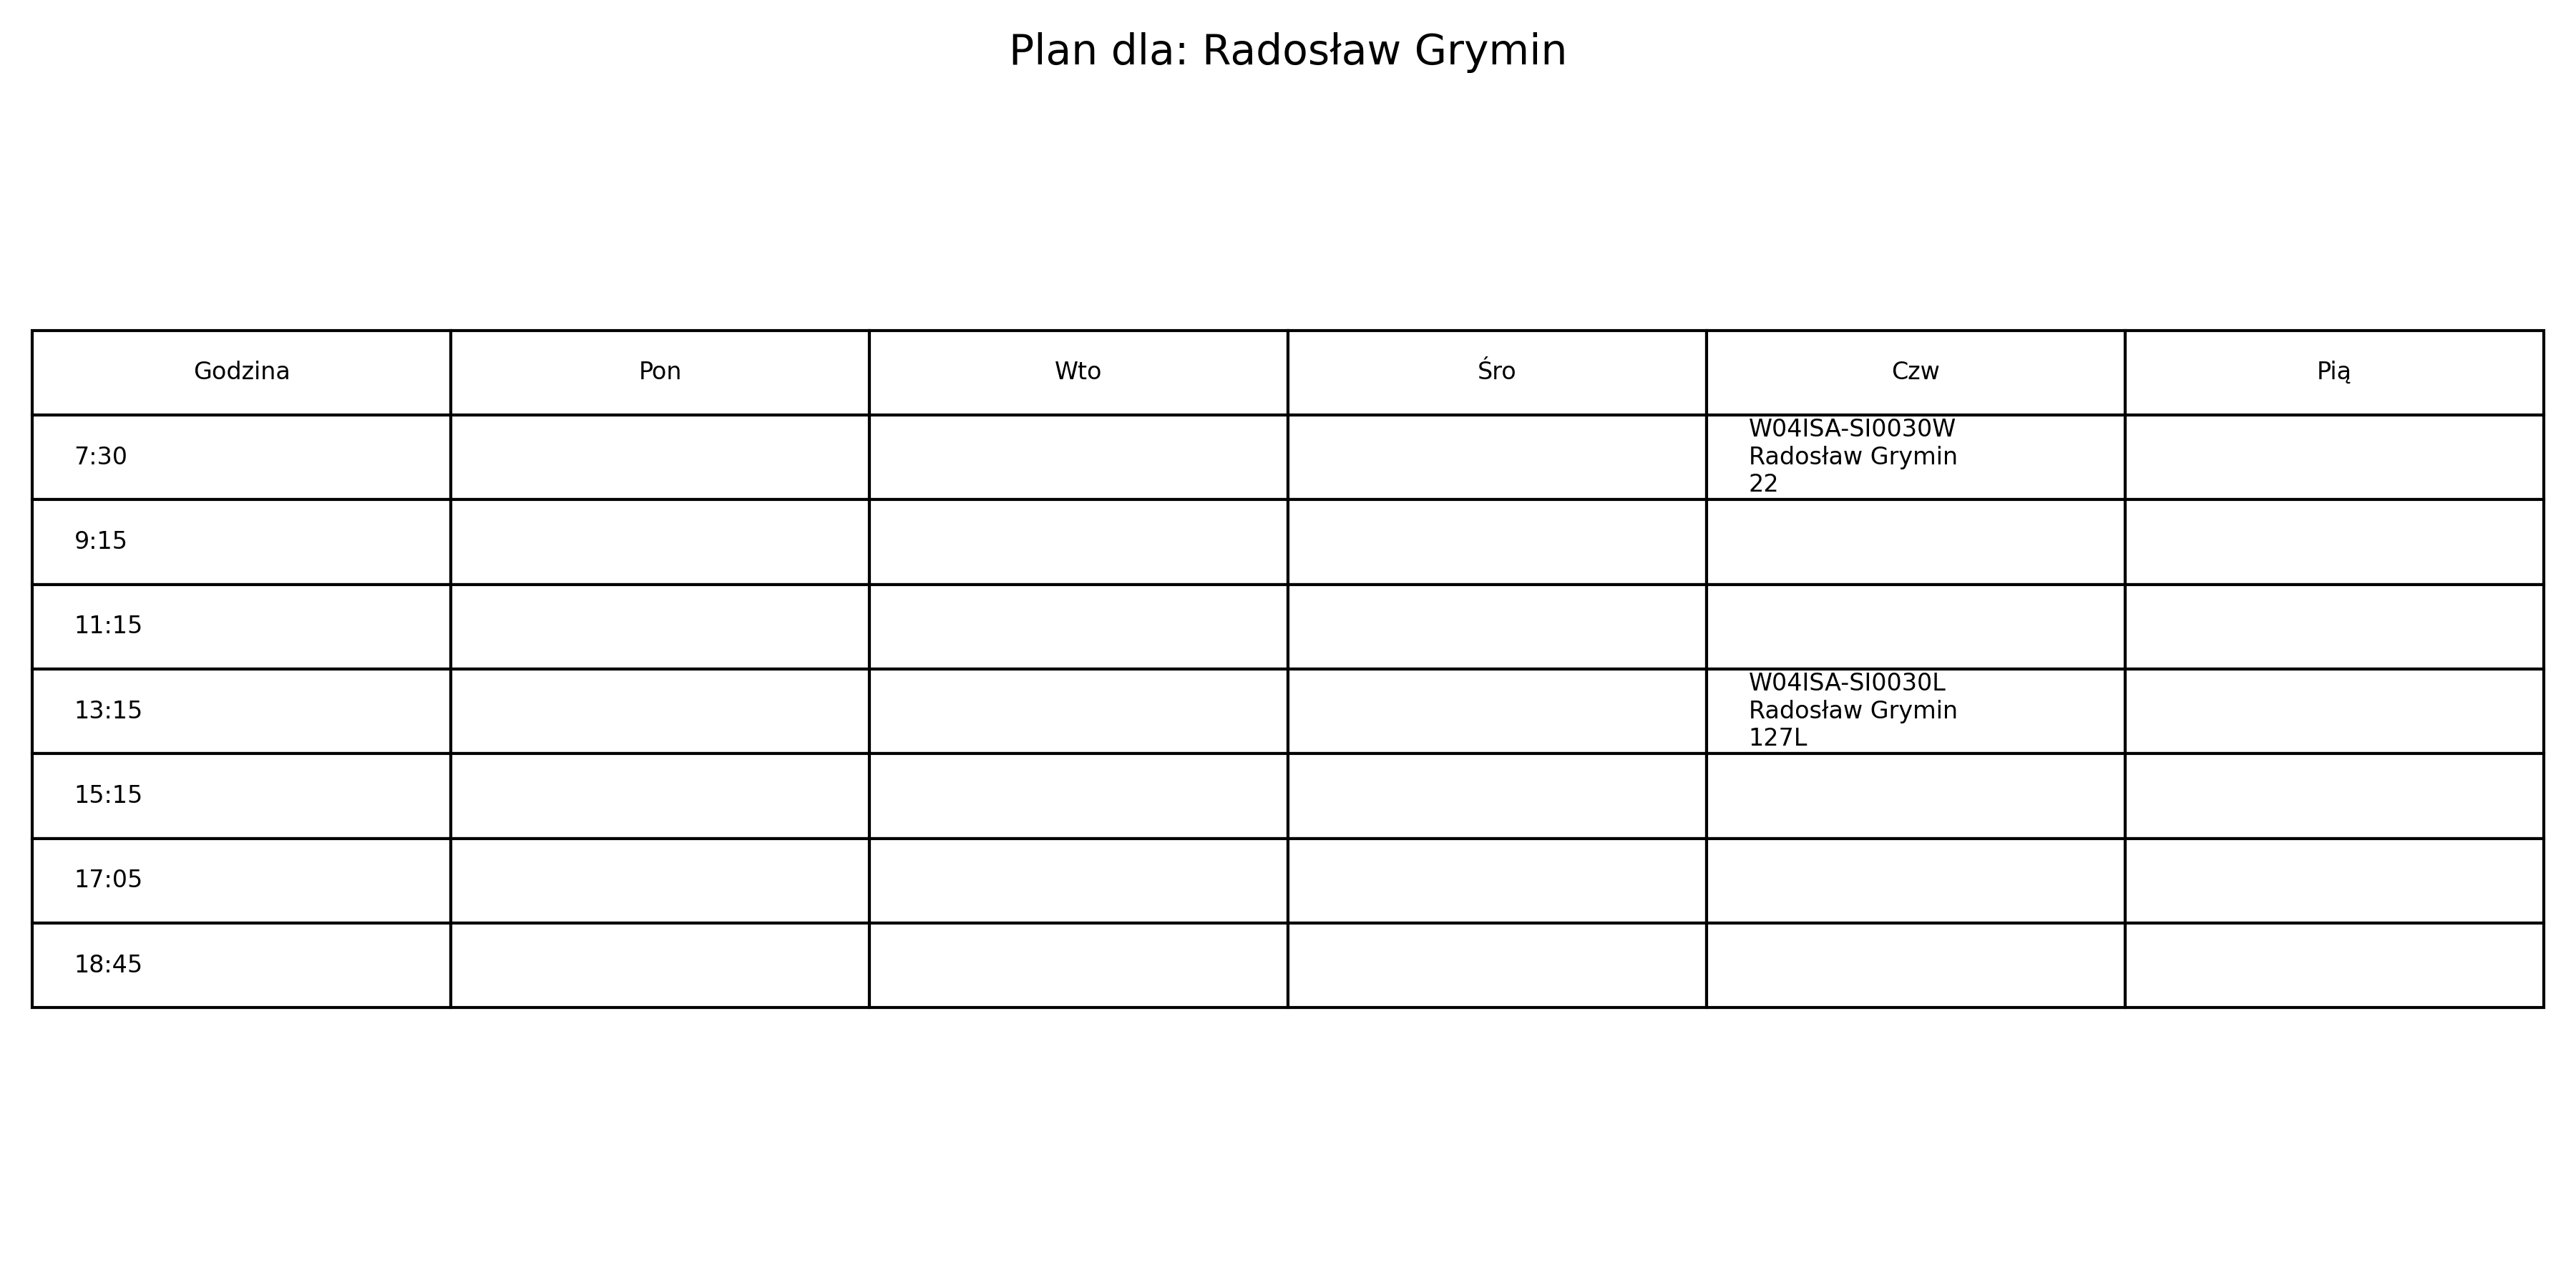 Plan dla: Radosław Grymin
Godzina Pon Wto Śro Czw Pią
7:30
W04ISA-SI0030W
Radosław Grymin
22
9:15
11:15
13:15
W04ISA-SI0030L
Radosław Grymin
127L
15:15
17:05
18:45